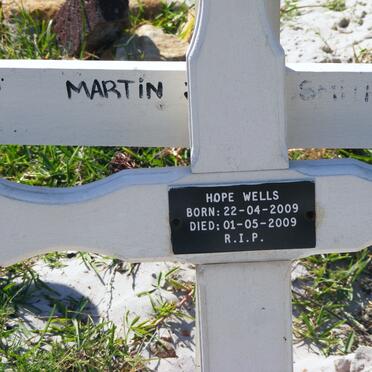 MARTiN
HOPE WELLS
BORN: 22-04-2009
DIED: 01-05-2009
R.I.P.